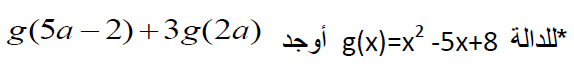 *للدالة g(x)=x² -5x+8 أوجد g(5a − 2) + 3g(2a)